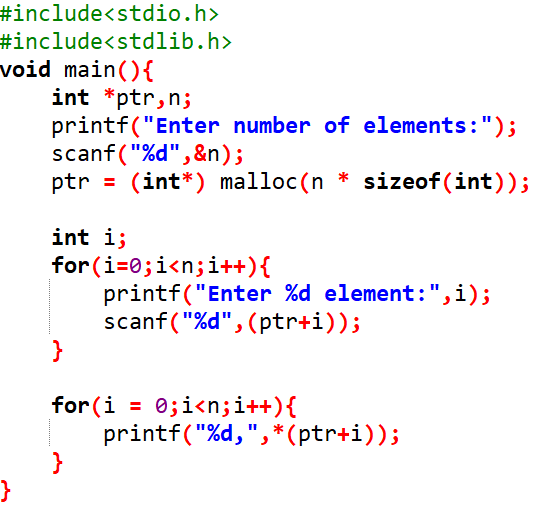 #include<stdio.h>
#include<stdlib.h>
void main(){
    int *ptr,n;
    printf("Enter number of elements:");
    scanf("%d",&n);
    ptr = (int*) malloc(n * sizeof(int));

    int i;
    for(i=0;i<n;i++){
        printf("Enter %d element:",i);
        scanf("%d",(ptr+i));
    }

    for(i = 0;i<n;i++){
        printf("%d,",*(ptr+i));
    }
}